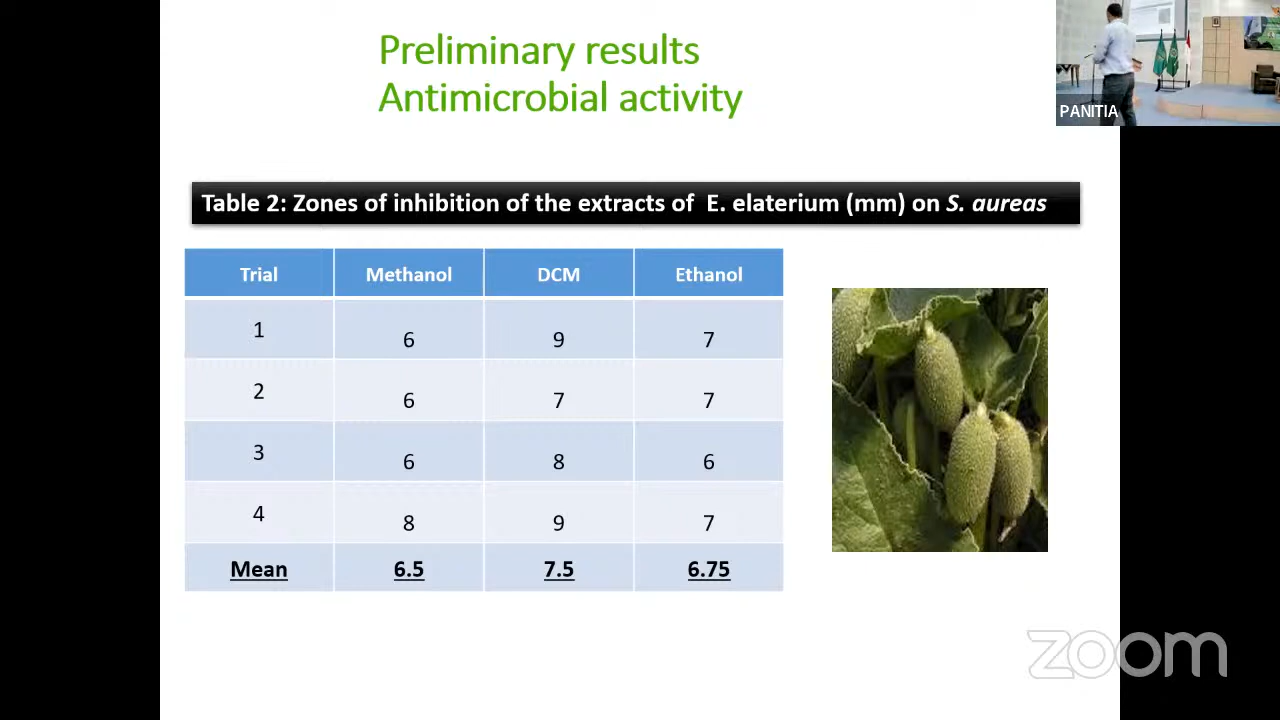 Preliminary results
Antimicrobial activity
PANITIA
Table 2: Zones of inhibition of the extracts of E. elaterium (mm) on S. aureas
Trial Methanol DCM Ethanol
1 6 9 7
2 6 7 7
3 6 8 6
4 8 9 7
Mean 6.5 7.5 6.75
zoom